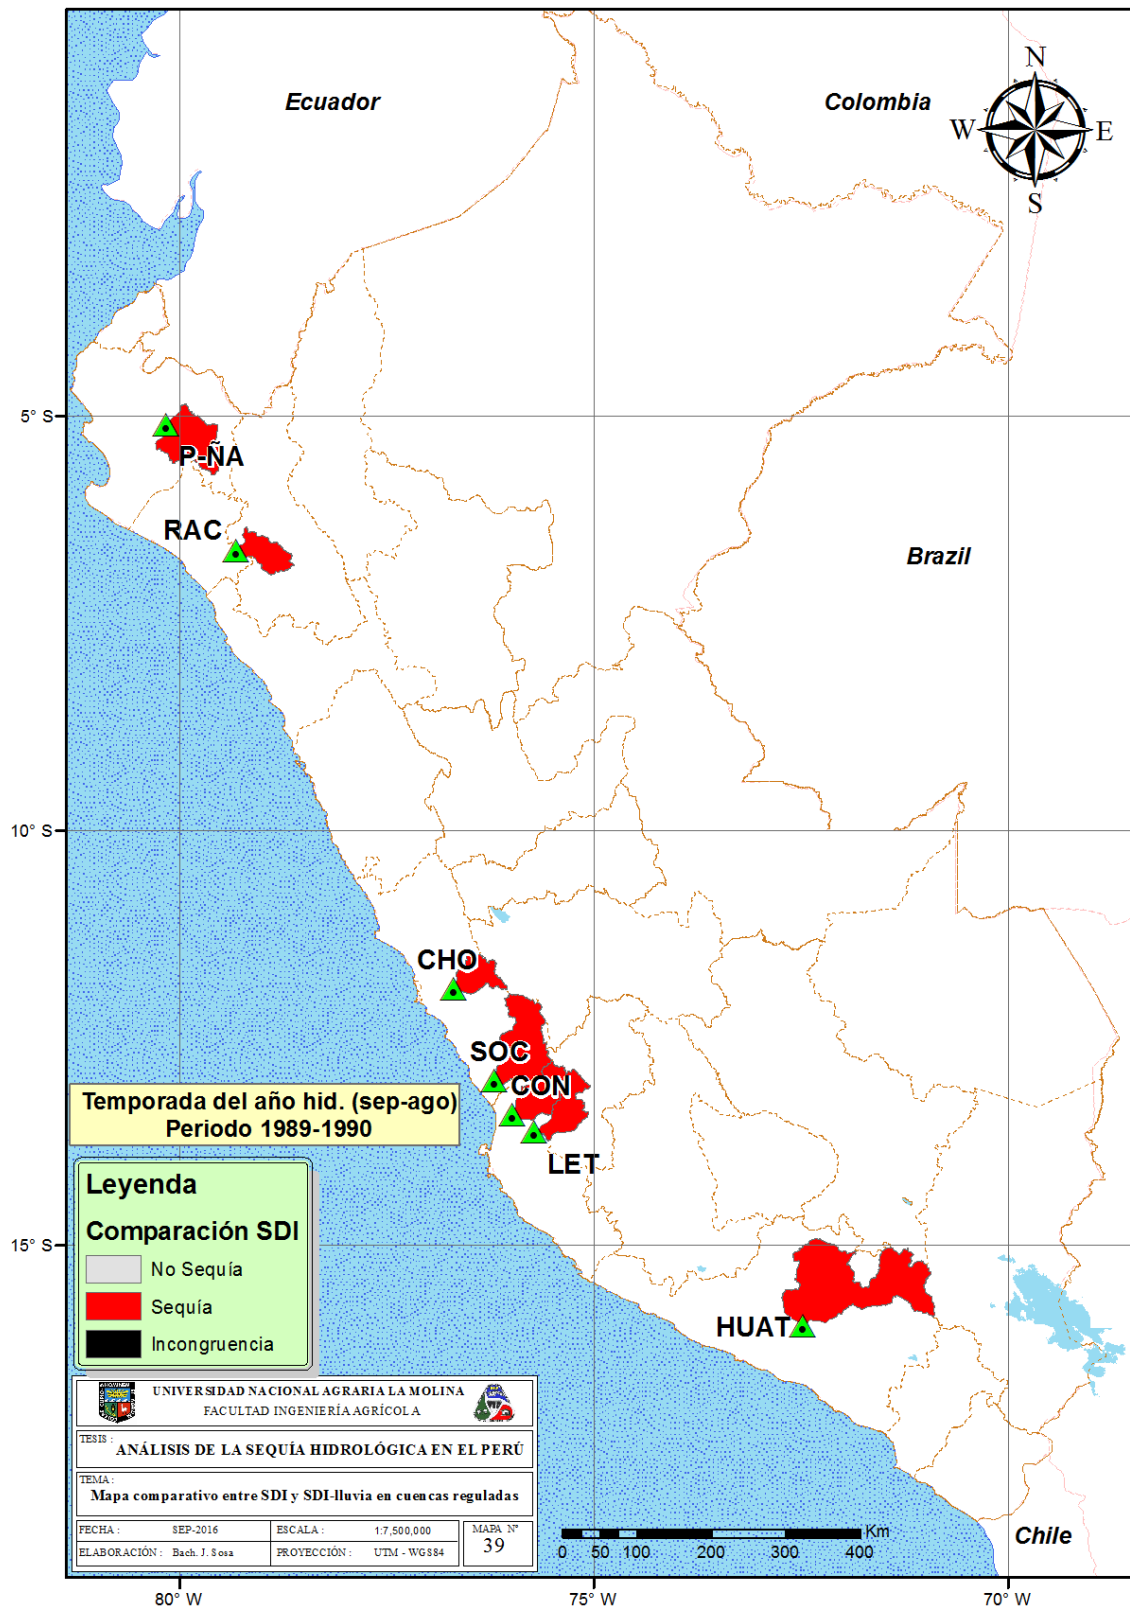 Ecuador
Colombia
N
W
E
S
5° S
P-ÑA
RAC
Brazil
10° S
CHO
SOC
CON
LET
Temporada del año hid. (sep-ago)
Periodo 1989-1990
Leyenda
Comparación SDI
No Sequía
Sequía
Incongruencia
15° S
HUAT
UNIVERSIDAD NACIONAL AGRARIA LA MOLINA
FACULTAD INGENIERÍA AGRÍCOLA
TESIS : ANÁLISIS DE LA SEQUÍA HIDROLÓGICA EN EL PERÚ
TEMA :
Mapa comparativo entre SDI y SDI-lluvia en cuencas reguladas
FECHA : SEP-2016 ESCALA : 1:7,500,000 MAPA N°
ELABORACIÓN : Bach. J. Sosa PROYECCIÓN : UTM - WGS84 39
Km
0 50 100 200 300 400
Chile
80° W 75° W 70° W